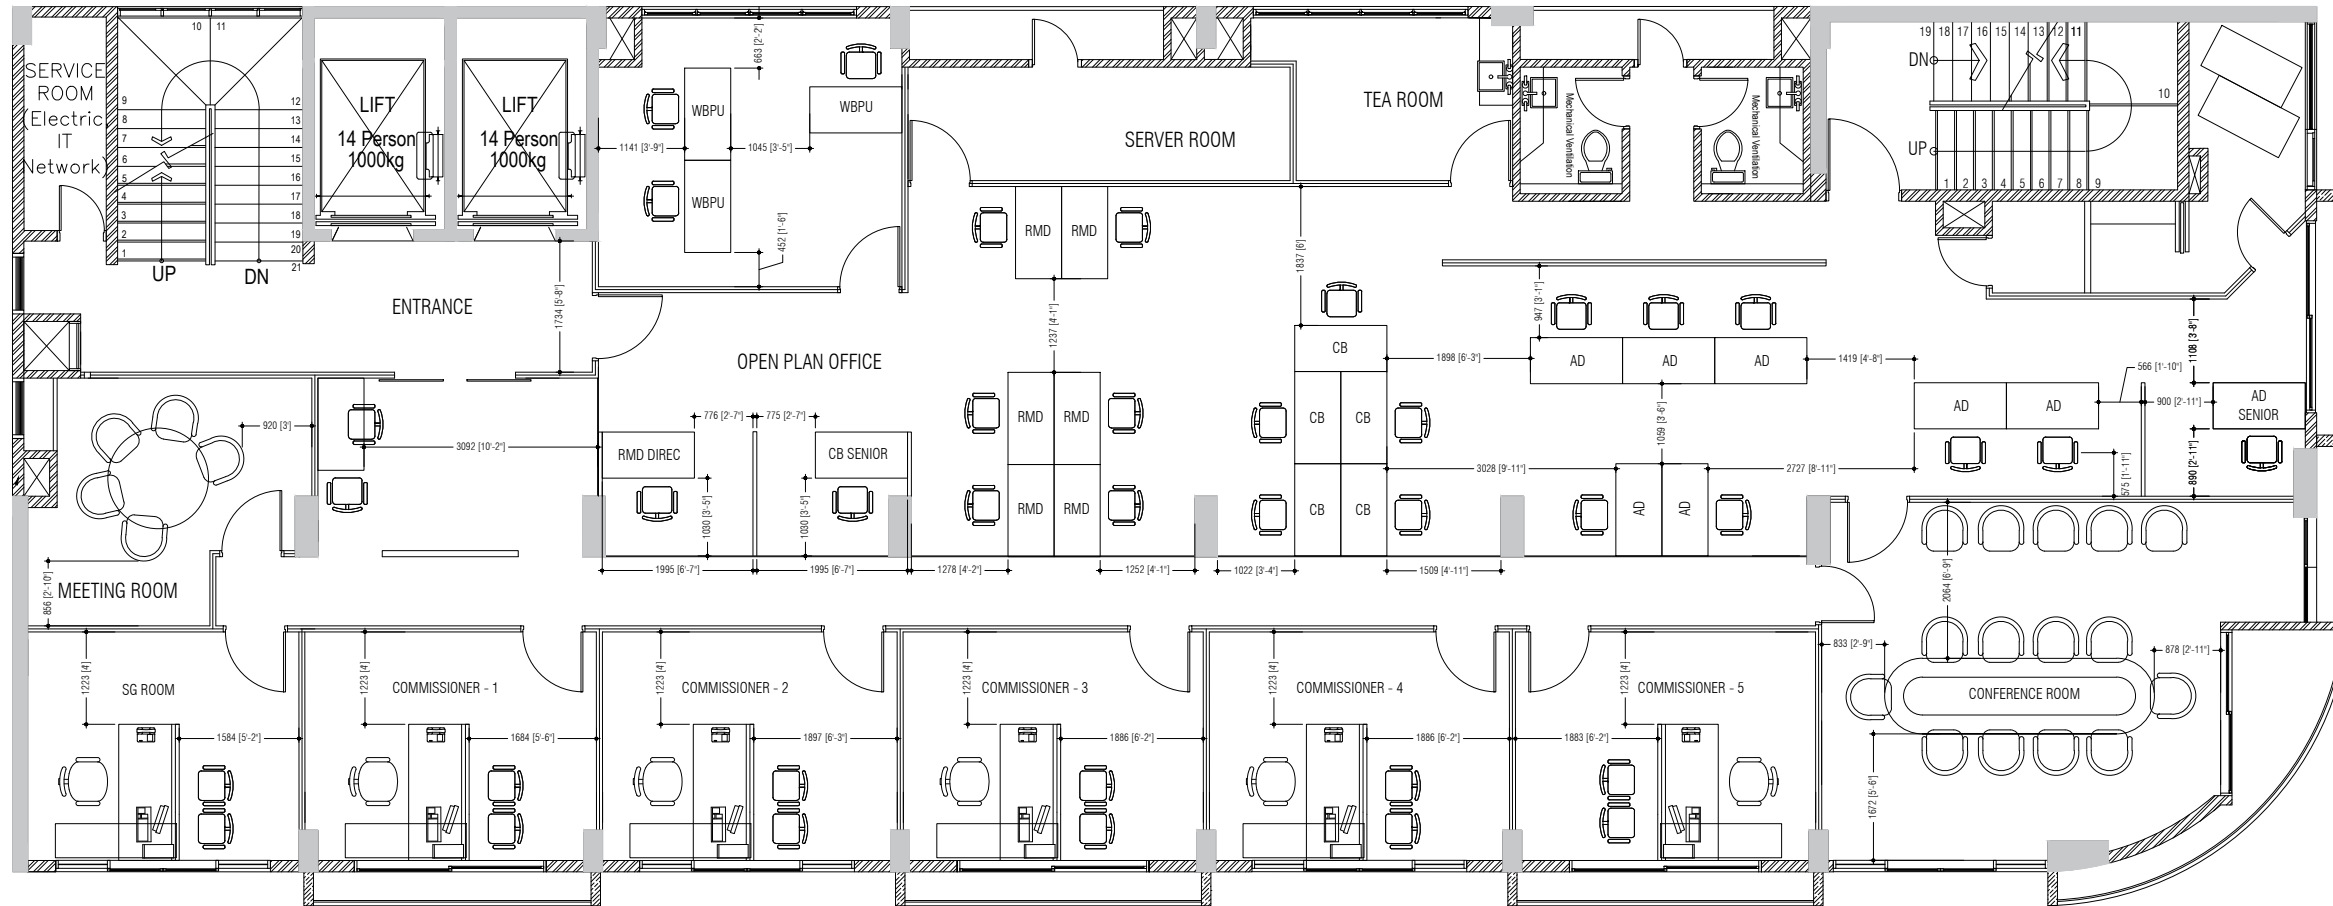 10 11
SERVICE
ROOM
(Electric
IT
Network)
9
8
7
6
5
4
3
2
1
12
13
14
15
16
17
18
19
20
21
UP
DN
LIFT
14 Person
1000kg
LIFT
14 Person
1000kg
663 [2'-2"]
WBPU
WBPU
WBPU
1141 [3'-9"]
1045 [3'-5"]
452 [1'-6"]
SERVER ROOM
TEA ROOM
Mechanical Ventilation
Mechanical Ventilation
19 18 17 16 15 14 13 12 11
DN
10
UP
1 2 3 4 5 6 7 8 9
ENTRANCE
1734 [5'-8"]
OPEN PLAN OFFICE
RMD
RMD
1237 [4'-1"]
1837 [6']
947 [3'-1"]
CB
1898 [6'-3"]
AD
AD
AD
1419 [4'-8"]
1108 [3'-8"]
566 [1'-10"]
900 [2'-11"]
AD
AD
AD
SENIOR
920 [3']
3092 [10'-2"]
776 [2'-7"]
775 [2'-7"]
RMD DIREC
CB SENIOR
1030 [3'-5"]
1030 [3'-5"]
RMD
RMD
RMD
RMD
CB
CB
CB
CB
1059 [3'-6"]
3028 [9'-11"]
2727 [8'-11"]
AD
AD
575 [1'-11"]
890 [2'-11"]
1995 [6'-7"]
1995 [6'-7"]
1278 [4'-2"]
1252 [4'-1"]
1022 [3'-4"]
1509 [4'-11"]
856 [2'-10"]
MEETING ROOM
2064 [6'-9"]
1223 [4']
1223 [4']
1223 [4']
1223 [4']
1223 [4']
1223 [4']
833 [2'-9"]
878 [2'-11"]
SG ROOM
COMMISSIONER - 1
COMMISSIONER - 2
COMMISSIONER - 3
COMMISSIONER - 4
COMMISSIONER - 5
CONFERENCE ROOM
1584 [5'-2"]
1684 [5'-6"]
1897 [6'-3"]
1886 [6'-2"]
1886 [6'-2"]
1883 [6'-2"]
1672 [5'-6"]